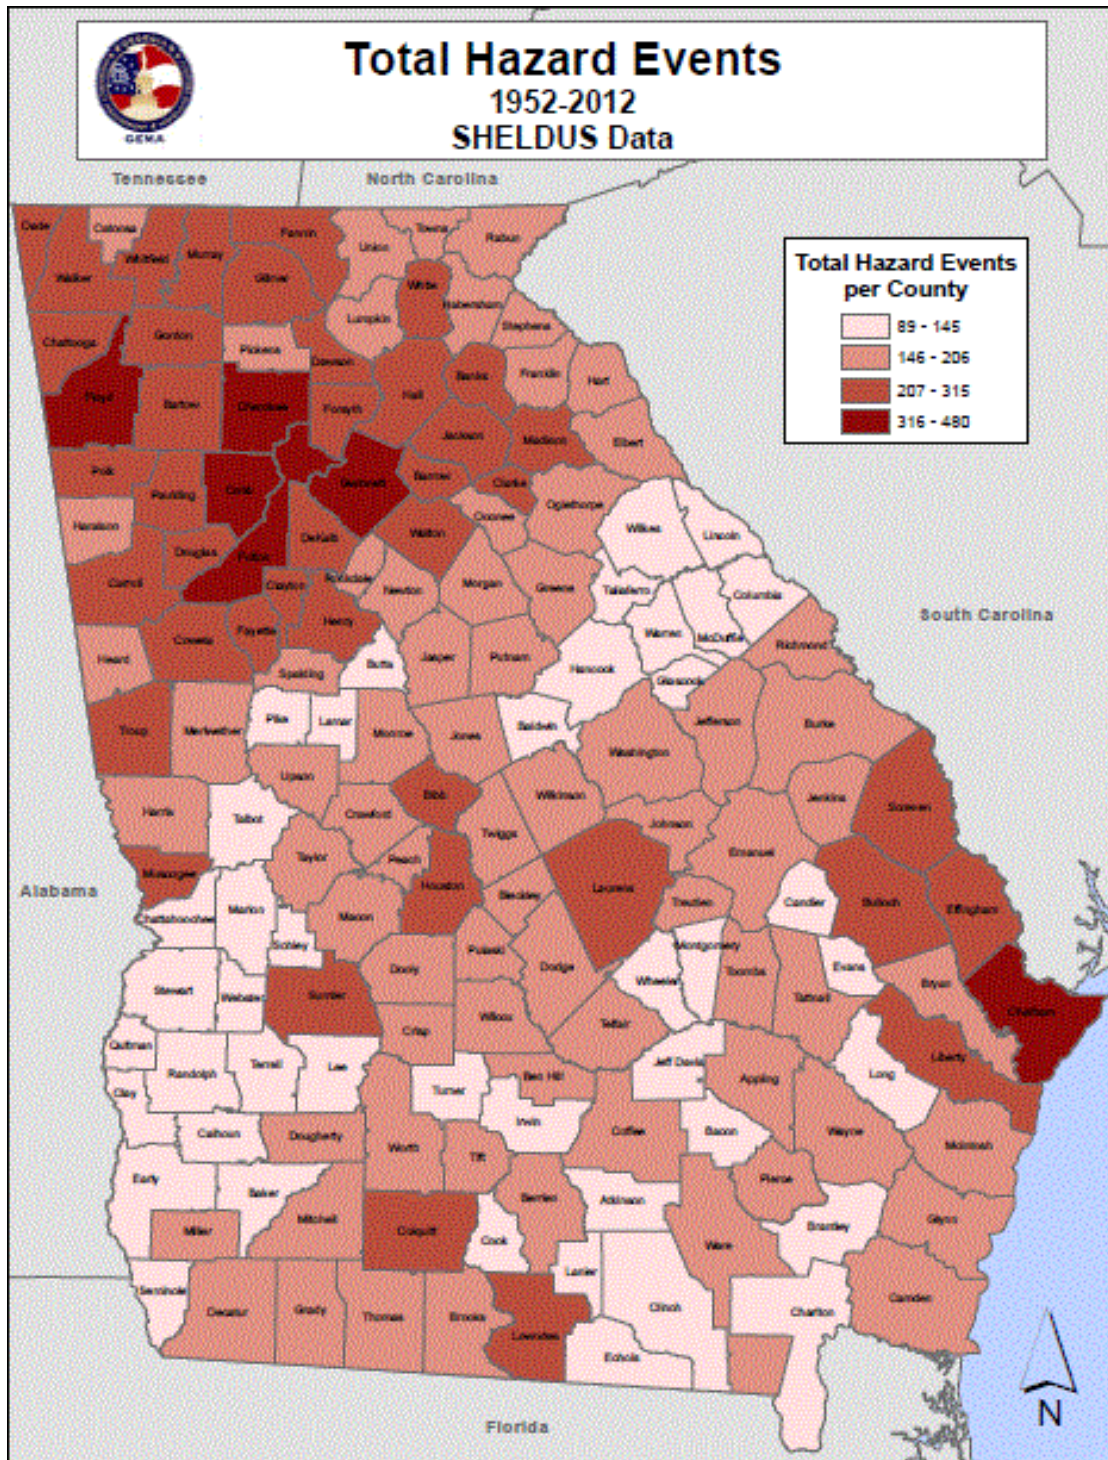 Total Hazard Events
1952-2012
SHELDUS Data
GEMA
Tennessee
North Carolina
Total Hazard Events
per County
89 - 145
146 - 206
207 - 315
316 - 480
Dade
Catoosa
Whitfield
Murray
Fannin
Union
Towns
Rabun
Walker
Gilmer
White
Habersham
Lumpkin
Stephens
Chattooga
Gordon
Pickens
Dawson
Banks
Franklin
Hart
Floyd
Bartow
Cherokee
Forsyth
Hall
Jackson
Madison
Elbert
Polk
Paulding
Cobb
Gwinnett
Barrow
Clarke
Oglethorpe
Oconee
Haralson
Douglas
Fulton
DeKalb
Walton
Wilkes
Lincoln
Carroll
Clayton
Rockdale
Newton
Morgan
Greene
Taliaferro
Columbia
South Carolina
Coweta
Fayette
Henry
Warren
McDuffie
Richmond
Heard
Spalding
Butts
Jasper
Putnam
Hancock
Glascock
Troup
Meriwether
Pike
Lamar
Monroe
Jones
Baldwin
Jefferson
Burke
Washington
Upson
Bibb
Wilkinson
Jenkins
Screven
Harris
Talbot
Crawford
Twiggs
Johnson
Emanuel
Taylor
Peach
Muscogee
Houston
Bleckley
Laurens
Treutlen
Candler
Bulloch
Effingham
Alabama
Chattahoochee
Marion
Macon
Schley
Pulaski
Dodge
Montgomery
Wheeler
Toombs
Tattnall
Evans
Bryan
Chatham
Stewart
Webster
Sumter
Dooly
Crisp
Wilcox
Telfair
Liberty
Quitman
Randolph
Terrell
Lee
Turner
Ben Hill
Jeff Davis
Appling
Long
Clay
Calhoun
Dougherty
Worth
Tift
Irwin
Coffee
Bacon
Wayne
McIntosh
Early
Baker
Mitchell
Berrien
Atkinson
Pierce
Brantley
Glynn
Miller
Colquitt
Cook
Ware
Seminole
Decatur
Grady
Thomas
Brooks
Lowndes
Lanier
Clinch
Echols
Charlton
Camden
Florida
N